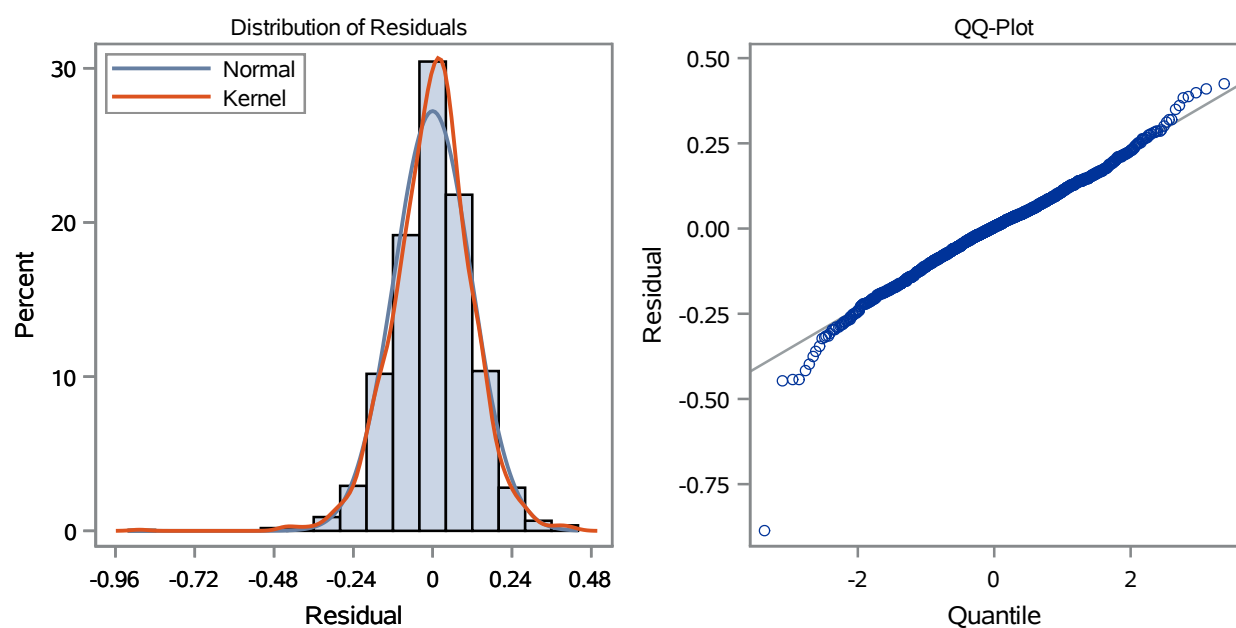 Distribution of Residuals
Normal
Kernel
30
20
10
0
Percent
-0.96 -0.72 -0.48 -0.24 0 0.24 0.48
Residual
QQ-Plot
0.50
0.25
0.00
-0.25
-0.50
-0.75
Residual
-2 0 2
Quantile